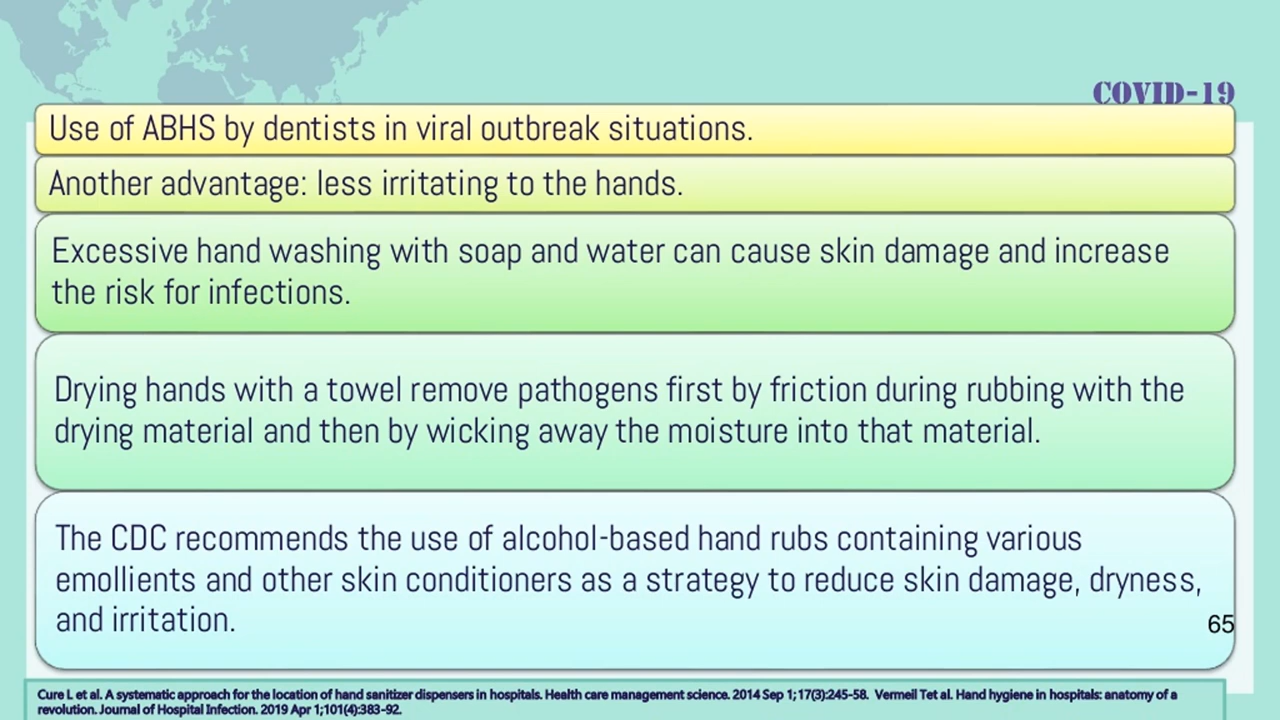 COVID-19
Use of ABHS by dentists in viral outbreak situations.
Another advantage: less irritating to the hands.
Excessive hand washing with soap and water can cause skin damage and increase
the risk for infections.
Drying hands with a towel remove pathogens first by friction during rubbing with the
drying material and then by wicking away the moisture into that material.
The CDC recommends the use of alcohol-based hand rubs containing various
emollients and other skin conditioners as a strategy to reduce skin damage, dryness,
and irritation.
65
Cure L et al. A systematic approach for the location of hand sanitizer dispensers in hospitals. Health care management science. 2014 Sep 1;17(3):245-58. Vermeil Tet al. Hand hygiene in hospitals: anatomy of a
revolution. Journal of Hospital Infection. 2019 Apr 1;101(4):383-92.